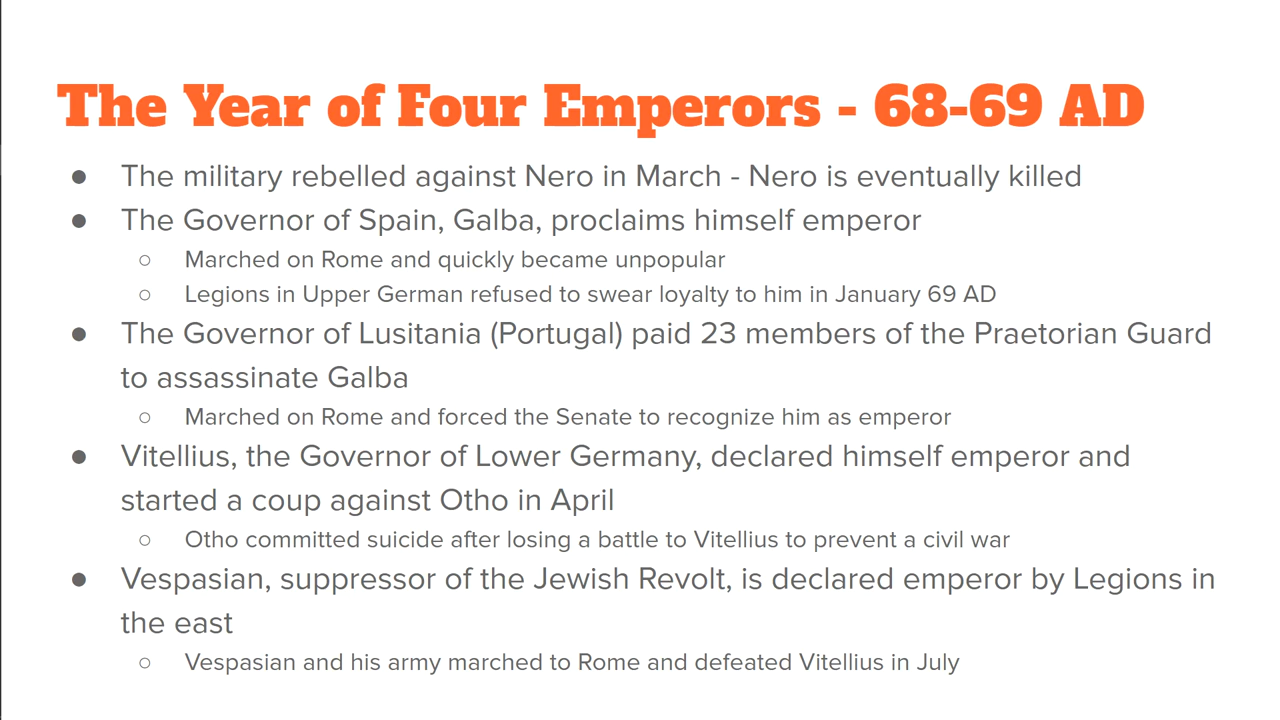 The Year of Four Emperors - 68-69 AD
● The military rebelled against Nero in March - Nero is eventually killed
● The Governor of Spain, Galba, proclaims himself emperor
○ Marched on Rome and quickly became unpopular
○ Legions in Upper German refused to swear loyalty to him in January 69 AD
● The Governor of Lusitania (Portugal) paid 23 members of the Praetorian Guard
to assassinate Galba
○ Marched on Rome and forced the Senate to recognize him as emperor
● Vitellius, the Governor of Lower Germany, declared himself emperor and
started a coup against Otho in April
○ Otho committed suicide after losing a battle to Vitellius to prevent a civil war
● Vespasian, suppressor of the Jewish Revolt, is declared emperor by Legions in
the east
○ Vespasian and his army marched to Rome and defeated Vitellius in July